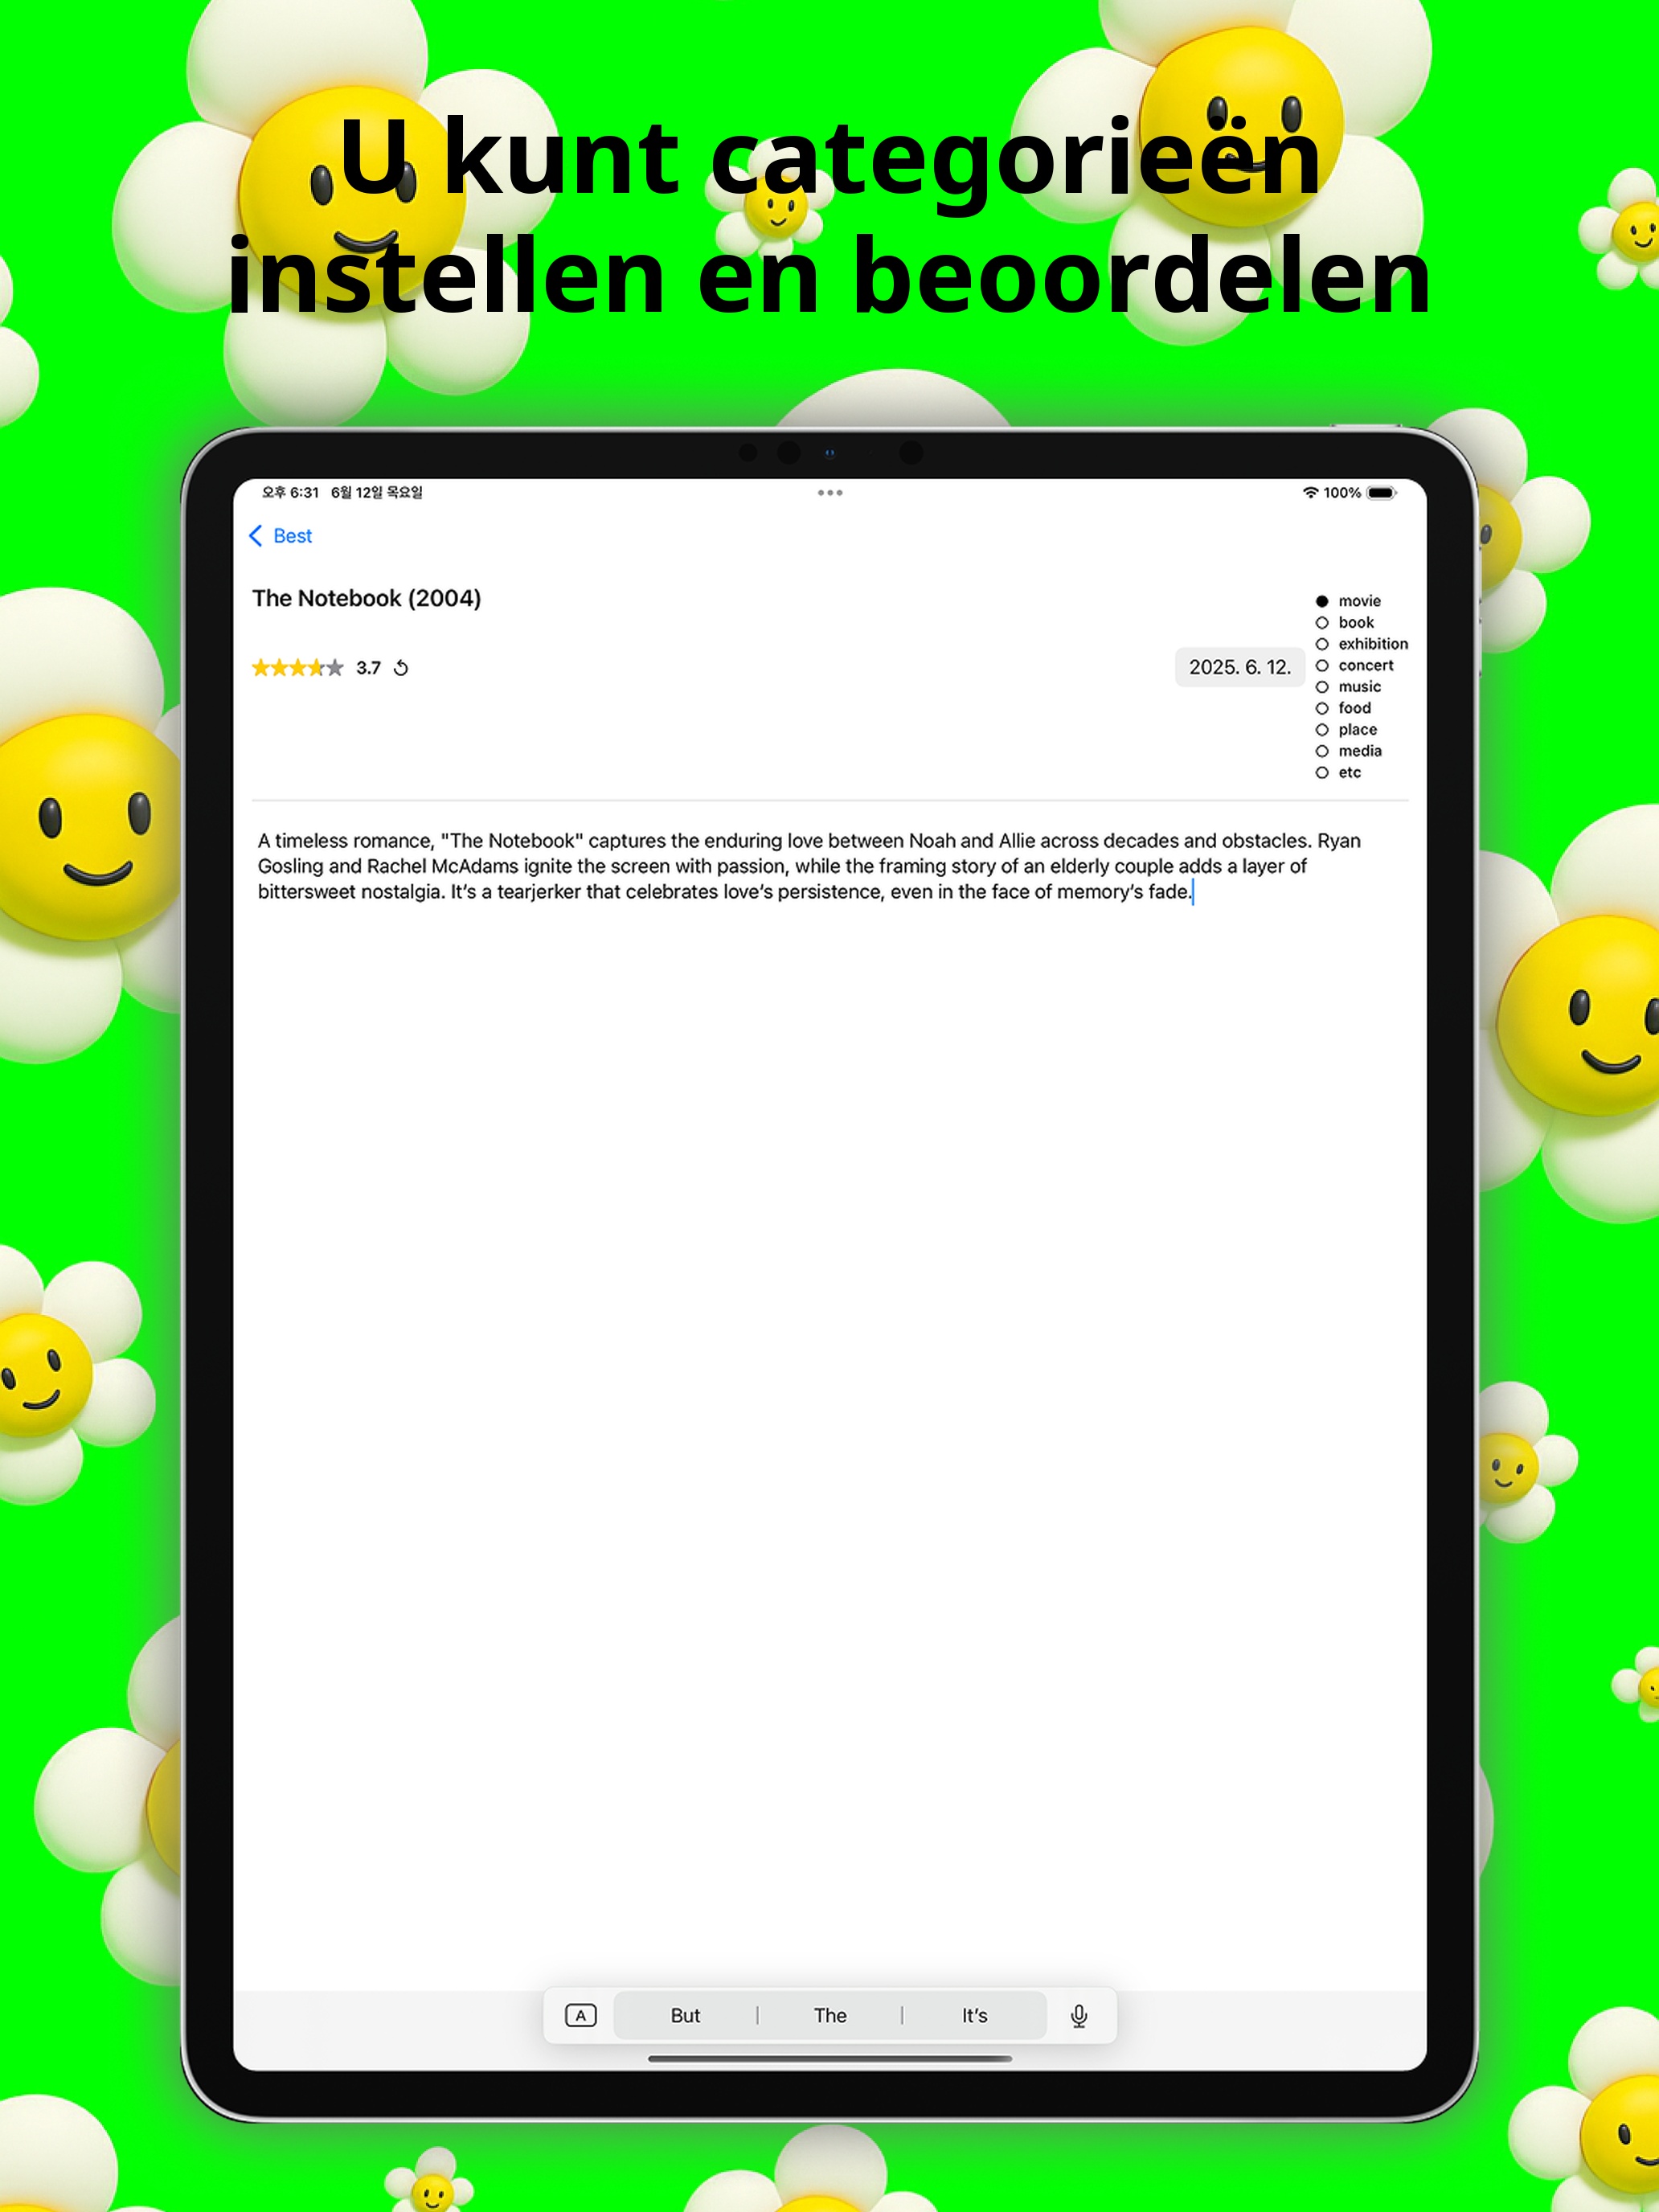 U kunt categorieën
instellen en beoordelen
오후 6:31 6월 12일 목요일
100%
Best
The Notebook (2004)
3.7
2025. 6. 12.
movie
book
exhibition
concert
music
food
place
media
etc
A timeless romance, "The Notebook" captures the enduring love between Noah and Allie across decades and obstacles. Ryan
Gosling and Rachel McAdams ignite the screen with passion, while the framing story of an elderly couple adds a layer of
bittersweet nostalgia. It’s a tearjerker that celebrates love’s persistence, even in the face of memory’s fade.
A
But
The
It’s